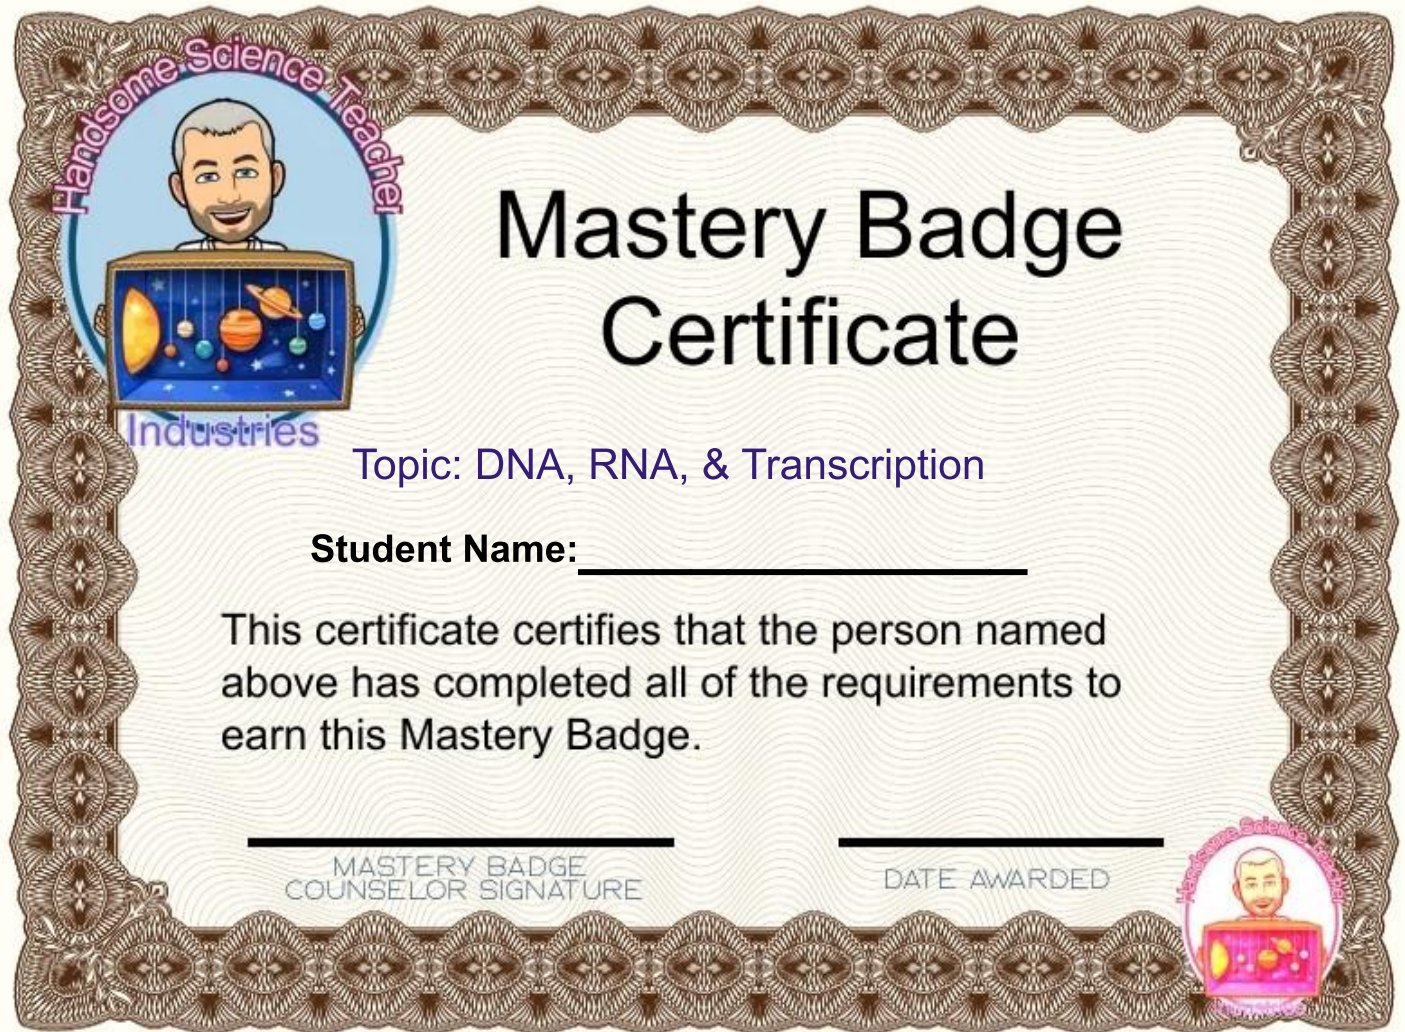 Handsome Science Teacher
Industries
Mastery Badge
Certificate
Topic: DNA, RNA, & Transcription
Student Name:
This certificate certifies that the person named
above has completed all of the requirements to
earn this Mastery Badge.
MASTERY BADGE
COUNSELOR SIGNATURE
DATE AWARDED
Handsome Science Teacher
Industries